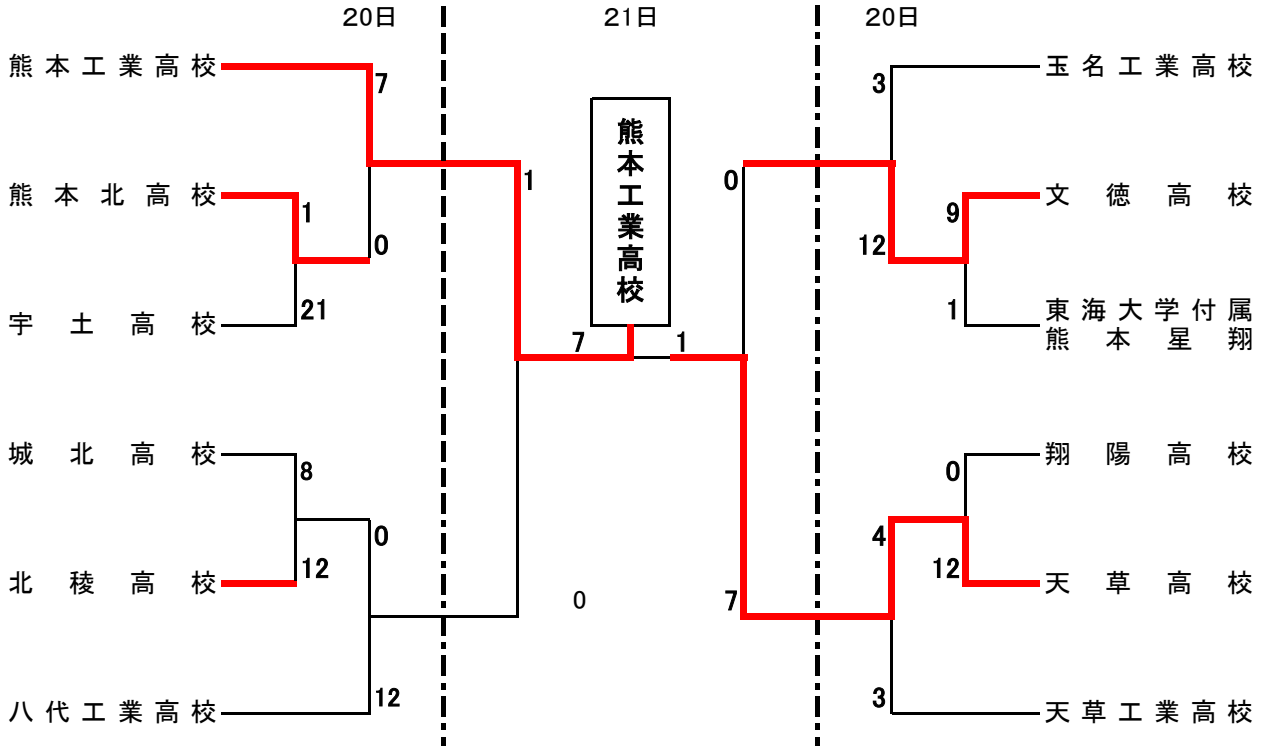 20日
21日
20日
熊本工業高校
7
熊本北高校
1
0
宇土高校
21
城北高校
8
0
北稜高校
12
八代工業高校
12
1
熊本工業高校
7
1
0
0
7
玉名工業高校
3
文徳高校
9
12
東海大学付属
熊本星翔
1
翔陽高校
0
4
天草高校
12
天草工業高校
3